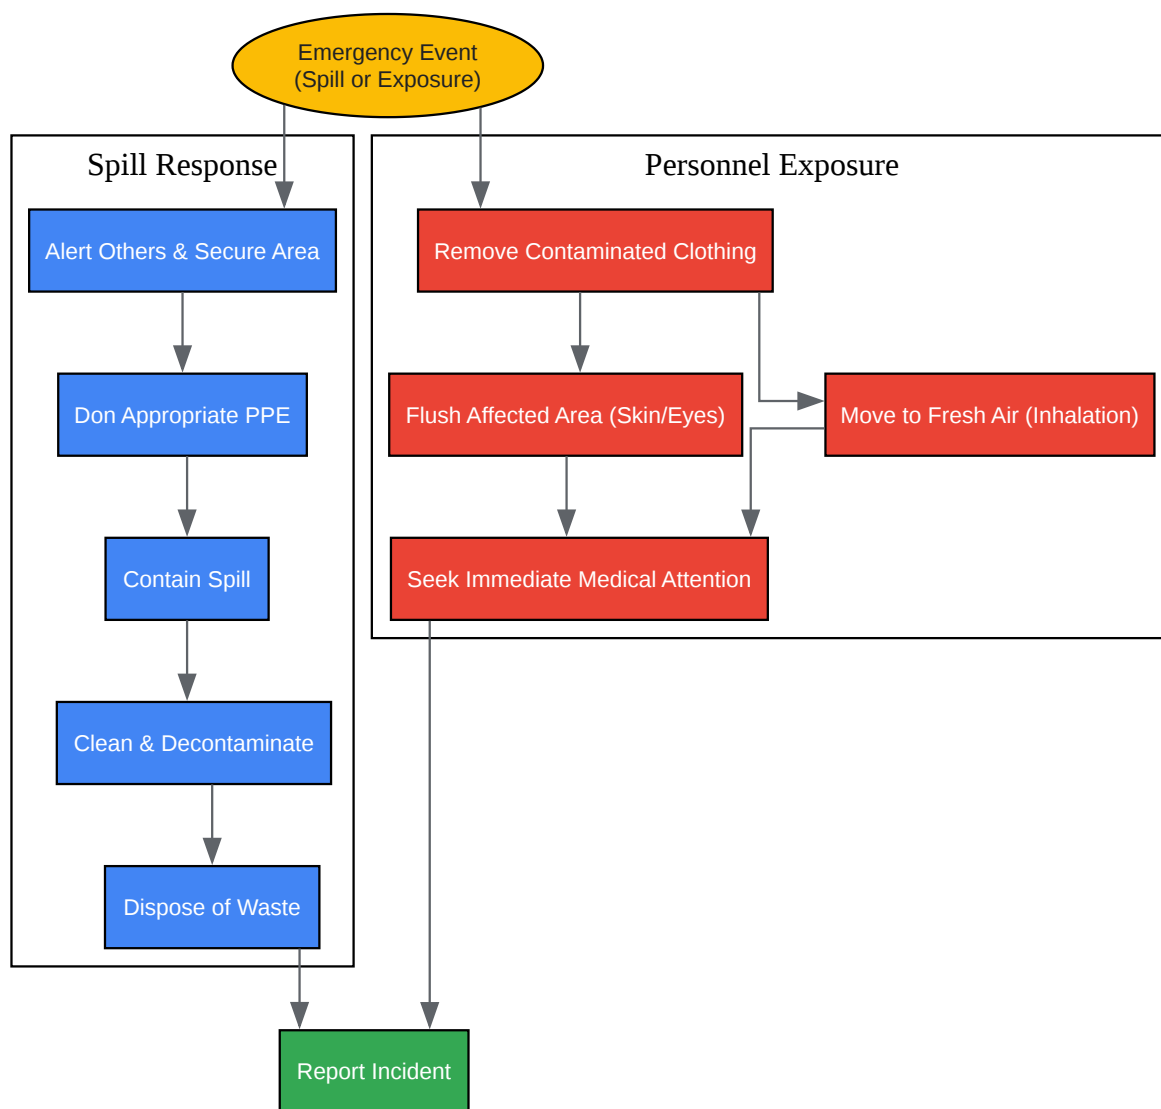 Emergency Event
(Spill or Exposure)
Spill Response
Alert Others & Secure Area
Don Appropriate PPE
Contain Spill
Clean & Decontaminate
Dispose of Waste
Personnel Exposure
Remove Contaminated Clothing
Flush Affected Area (Skin/Eyes)
Move to Fresh Air (Inhalation)
Seek Immediate Medical Attention
Report Incident